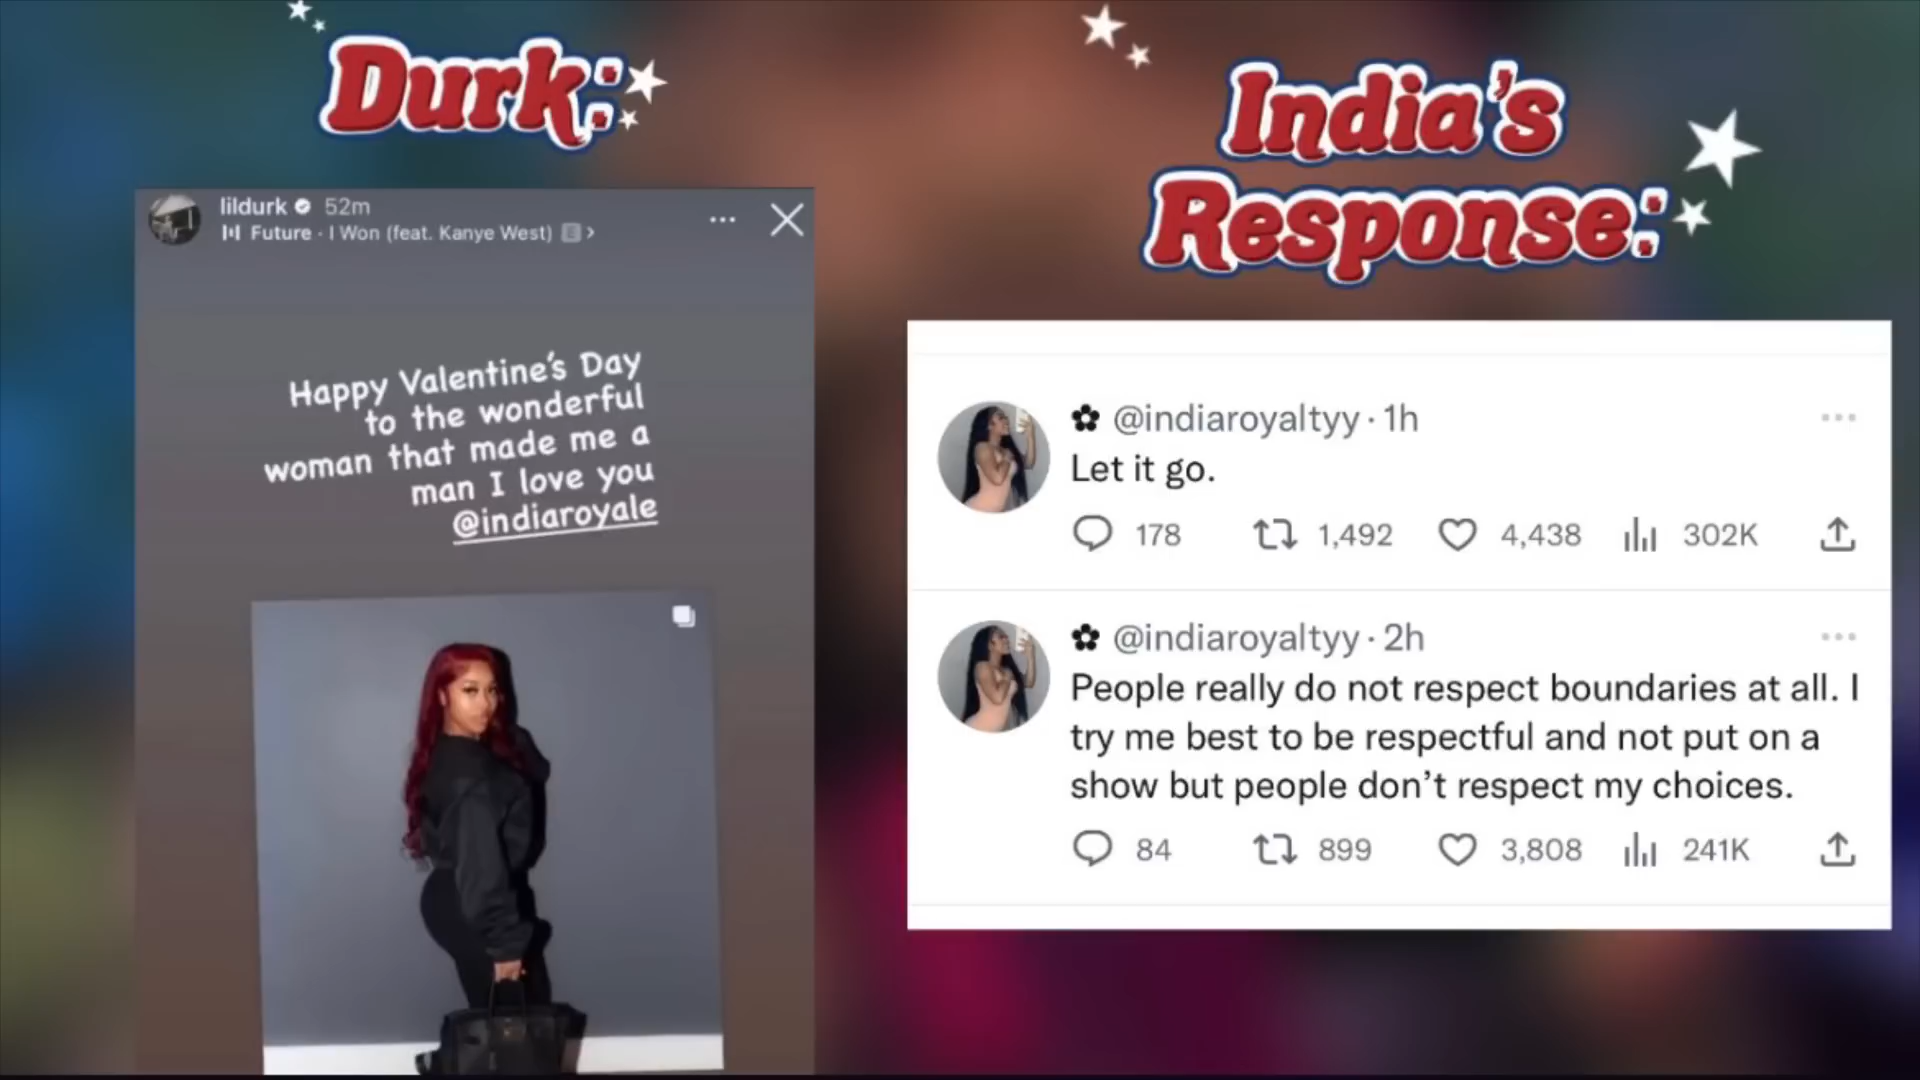 Durk:
India's
Response:
lildurk 52m
Future · I Won (feat. Kanye West) E >
Happy Valentine's Day
to the wonderful
woman that made me a
man I love you
@indiaroyale
@indiaroyaltyy · 1h
Let it go.
178 1,492 4,438 302K
@indiaroyaltyy · 2h
People really do not respect boundaries at all. I
try me best to be respectful and not put on a
show but people don't respect my choices.
84 899 3,808 241K